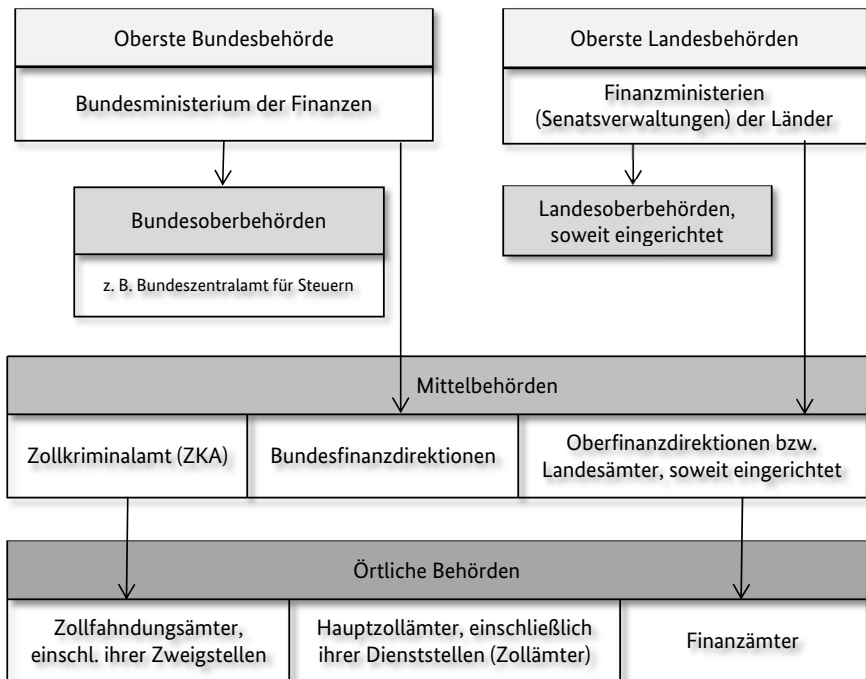 Oberste Bundesbehörde
Bundesministerium der Finanzen
Oberste Landesbehörden
Finanzministerien
(Senatsverwaltungen) der Länder
Bundesoberbehörden
z. B. Bundeszentralamt für Steuern
Landesoberbehörden,
soweit eingerichtet
Mittelbehörden
Zollkriminalamt (ZKA)
Bundesfinanzdirektionen
Oberfinanzdirektionen bzw.
Landesämter, soweit eingerichtet
Örtliche Behörden
Zollfahndungsämter,
einschl. ihrer Zweigstellen
Hauptzollämter, einschließlich
ihrer Dienststellen (Zollämter)
Finanzämter